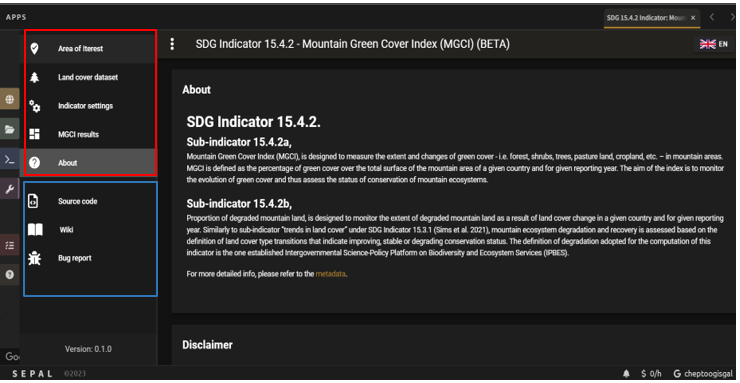 APPS
SDG 15.4.2 Indicator: Moun ×
SDG Indicator 15.4.2 - Mountain Green Cover Index (MGCI) (BETA)
EN
Area of Iterest
Land cover dataset
Indicator settings
MGCI results
About
Source code
Wiki
Bug report
Version: 0.1.0
About
SDG Indicator 15.4.2.
Sub-indicator 15.4.2a,
Mountain Green Cover Index (MGCI), is designed to measure the extent and changes of green cover - i.e. forest, shrubs, trees, pasture land, cropland, etc. – in mountain areas.
MGCI is defined as the percentage of green cover over the total surface of the mountain area of a given country and for given reporting year. The aim of the index is to monitor
the evolution of green cover and thus assess the status of conservation of mountain ecosystems.
Sub-indicator 15.4.2b,
Proportion of degraded mountain land, is designed to monitor the extent of degraded mountain land as a result of land cover change in a given country and for given reporting
year. Similarly to sub-indicator "trends in land cover" under SDG Indicator 15.3.1 (Sims et al. 2021), mountain ecosystem degradation and recovery is assessed based on the
definition of land cover type transitions that indicate improving, stable or degrading conservation status. The definition of degradation adopted for the computation of this
indicator is the one established Intergovernmental Science-Policy Platform on Biodiversity and Ecosystem Services (IPBES).
For more detailed info, please refer to the metadata.
Disclaimer
Goo
SEPAL ©2023
$ 0/h
G cheptoogisgal